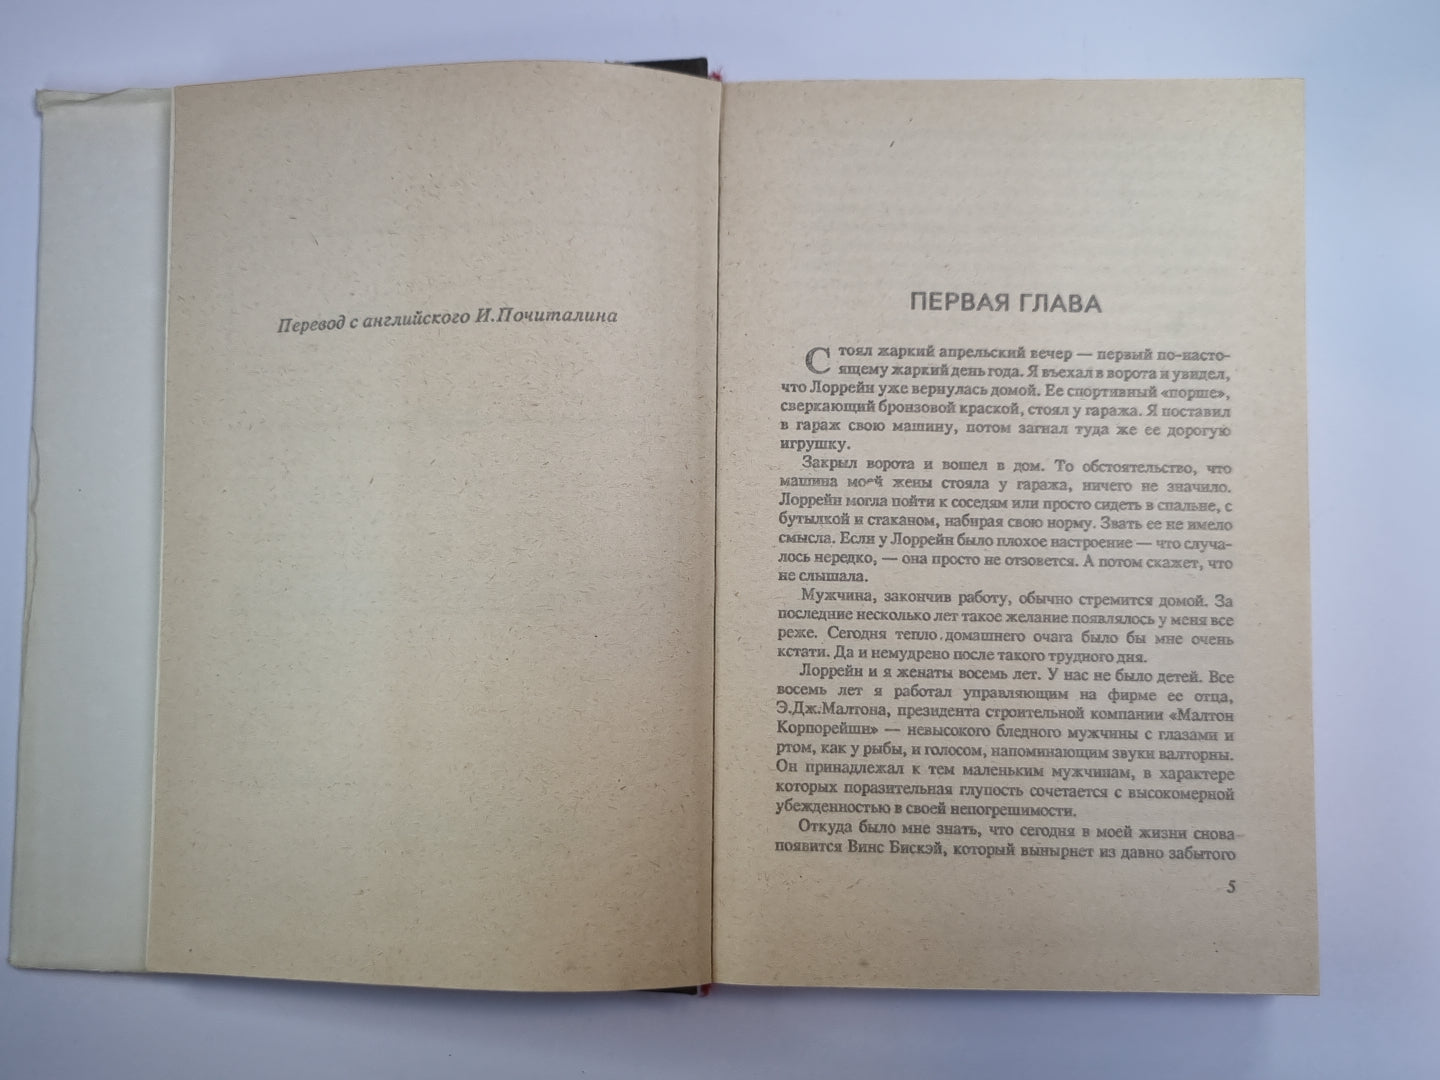 Перевод с английского И.Почиталина
ПЕРВАЯ ГЛАВА
Стоял жаркий апрельский вечер — первый по-насто-
ящему жаркий день года. Я въехал в ворота и увидел,
что Лоррейн уже вернулась домой. Ее спортивный «порше»,
сверкающий бронзовой краской, стоял у гаража. Я поставил
в гараж свою машину, потом загнал туда же ее дорогую
игрушку.
Закрыл ворота и вошел в дом. То обстоятельство, что
машина моей жены стояла у гаража, ничего не значило.
Лоррейн могла пойти к соседям или просто сидеть в спальне, с
бутылкой и стаканом, набирая свою норму. Звать ее не имело
смысла. Если у Лоррейн было плохое настроение — что случа-
лось нередко, — она просто не отзовется. А потом скажет, что
не слышала.
Мужчина, закончив работу, обычно стремится домой. За
последние несколько лет такое желание появлялось у меня все
реже. Сегодня тепло домашнего очага было бы мне очень
кстати. Да и немудрено после такого трудного дня.
Лоррейн и я женаты восемь лет. У нас не было детей. Все
восемь лет я работал управляющим на фирме ее отца,
Э.Дж.Малтона, президента строительной компании «Малтон
Корпорейшн» — невысокого бледного мужчины с глазами и
ртом, как у рыбы, и голосом, напоминающим звуки валторны.
Он принадлежал к тем маленьким мужчинам, в характере
которых поразительная глупость сочетается с высокомерной
убежденностью в своей непогрешимости.
Откуда было мне знать, что сегодня в моей жизни снова
появится Винс Бискэй, который вынырнет из давно забытого
5